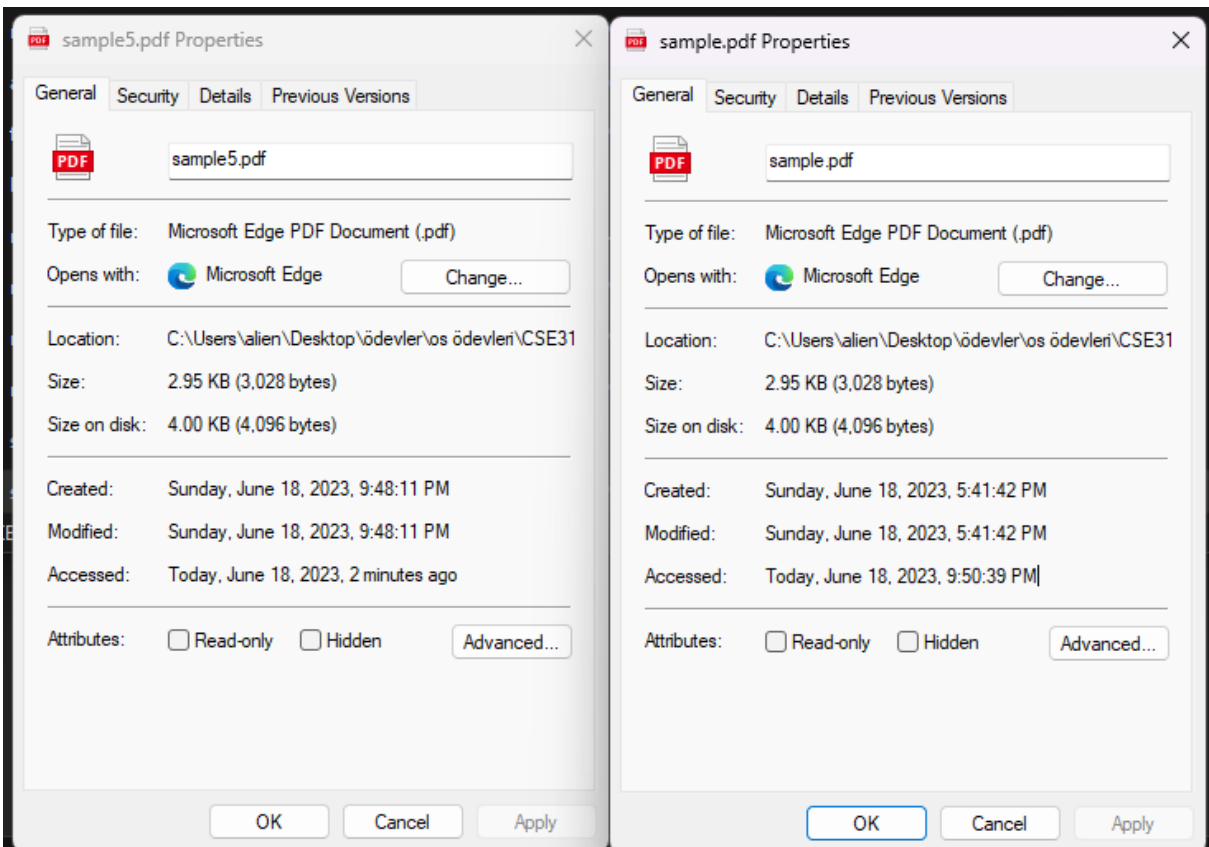 sample5.pdf Properties
General Security Details Previous Versions
PDF
sample5.pdf
Type of file: Microsoft Edge PDF Document (.pdf)
Opens with: Microsoft Edge Change...
Location: C:\Users\alien\Desktop\ödevler\os ödevleri\CSE31
Size: 2.95 KB (3,028 bytes)
Size on disk: 4.00 KB (4,096 bytes)
Created: Sunday, June 18, 2023, 9:48:11 PM
Modified: Sunday, June 18, 2023, 9:48:11 PM
Accessed: Today, June 18, 2023, 2 minutes ago
Attributes: Read-only Hidden Advanced...
OK Cancel Apply
sample.pdf Properties
General Security Details Previous Versions
PDF
sample.pdf
Type of file: Microsoft Edge PDF Document (.pdf)
Opens with: Microsoft Edge Change...
Location: C:\Users\alien\Desktop\ödevler\os ödevleri\CSE31
Size: 2.95 KB (3,028 bytes)
Size on disk: 4.00 KB (4,096 bytes)
Created: Sunday, June 18, 2023, 5:41:42 PM
Modified: Sunday, June 18, 2023, 5:41:42 PM
Accessed: Today, June 18, 2023, 9:50:39 PM
Attributes: Read-only Hidden Advanced...
OK Cancel Apply